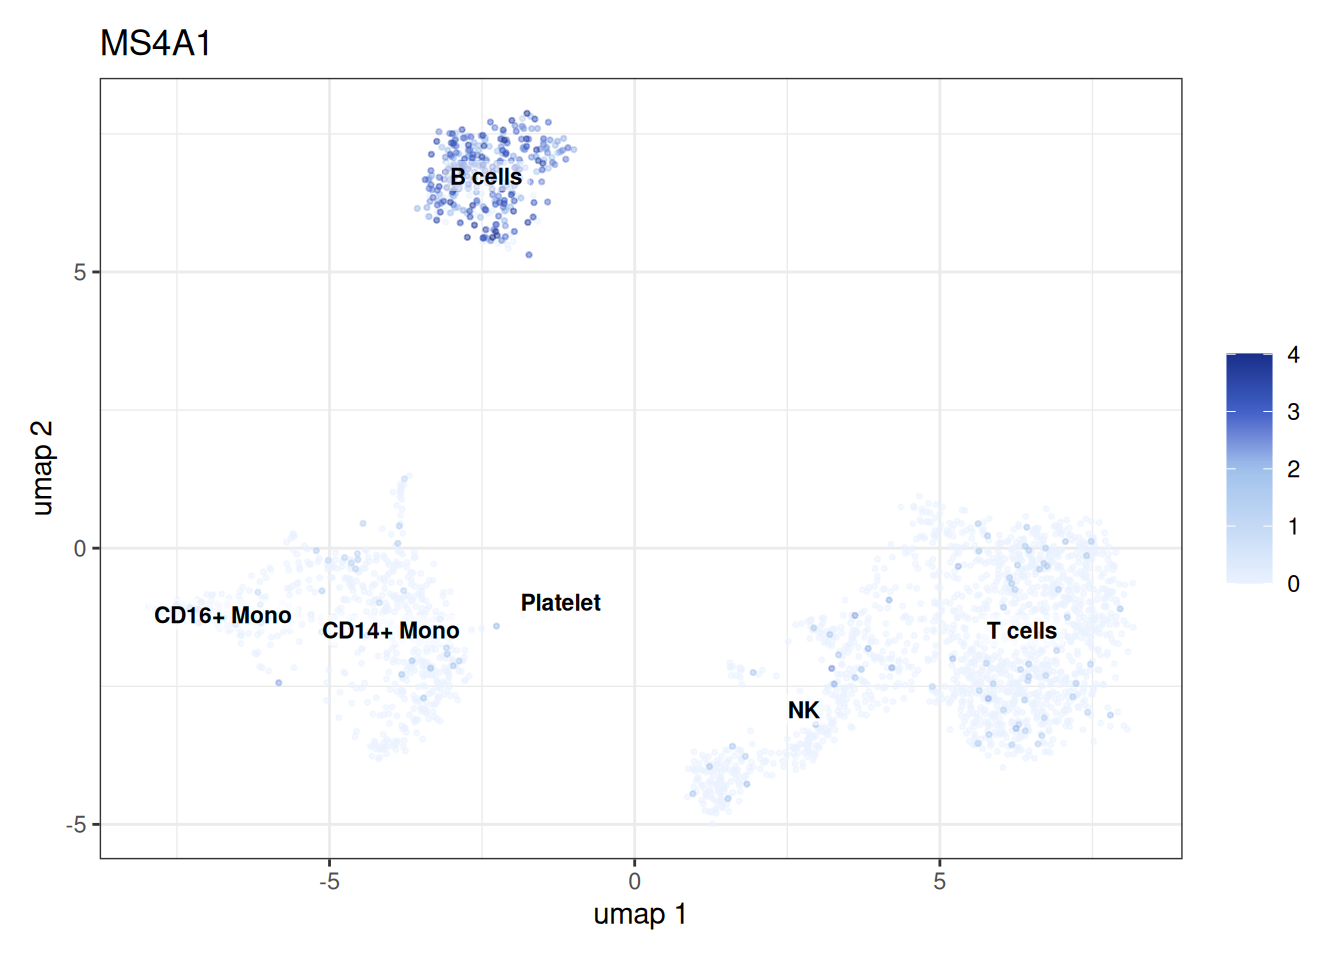 MS4A1
B cells
5
4
3
2
1
0
umap 2
0
Platelet
CD16+ Mono
CD14+ Mono
T cells
NK
-5
-5
0
5
umap 1